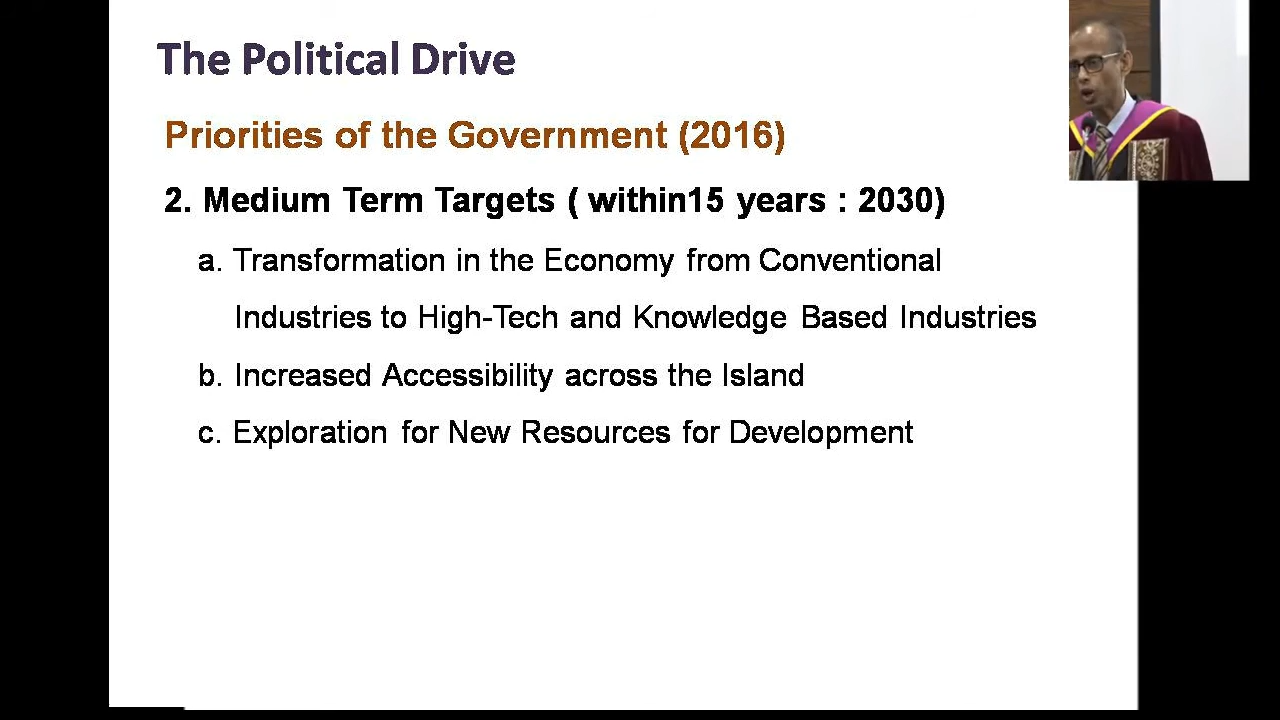 The Political Drive
Priorities of the Government (2016)
2. Medium Term Targets ( within15 years : 2030)
a. Transformation in the Economy from Conventional
Industries to High-Tech and Knowledge Based Industries
b. Increased Accessibility across the Island
c. Exploration for New Resources for Development